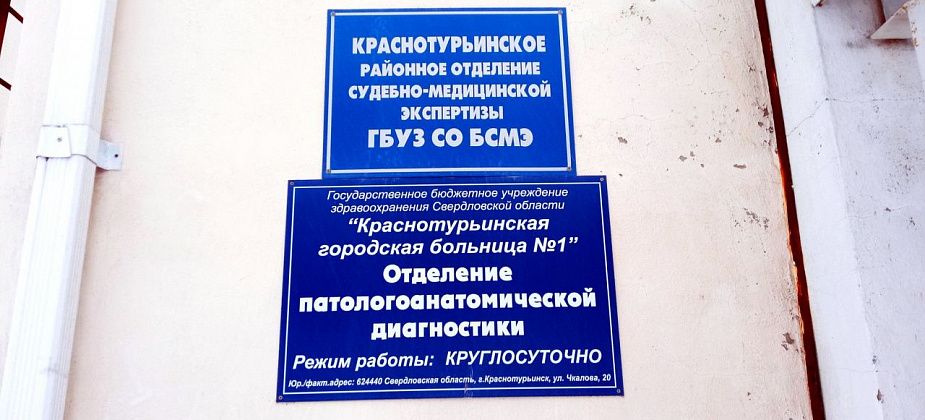 КРАСНОТУРЬИНСКОЕ
РАЙОННОЕ ОТДЕЛЕНИЕ
СУДЕБНО-МЕДИЦИНСКОЙ
ЭКСПЕРТИЗЫ
ГБУЗ СО БСМЭ
Государственное бюджетное учреждение
здравоохранения Свердловской области
“Краснотурьинская
городская больница №1”
Отделение
патологоанатомической
диагностики
Режим работы: КРУГЛОСУТОЧНО
Юр./факт.адрес: 624440 Свердловская область, г.Краснотурьинск, ул. Чкалова, 20